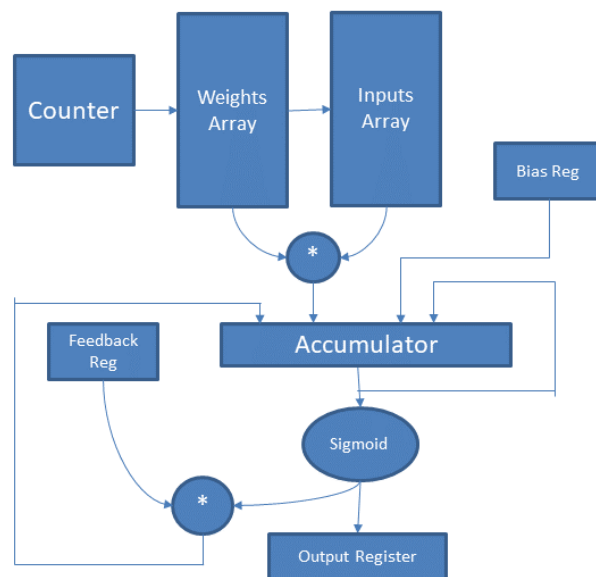 Counter
Weights
Array
Inputs
Array
Bias Reg
*
Feedback
Reg
Accumulator
Sigmoid
*
Output Register